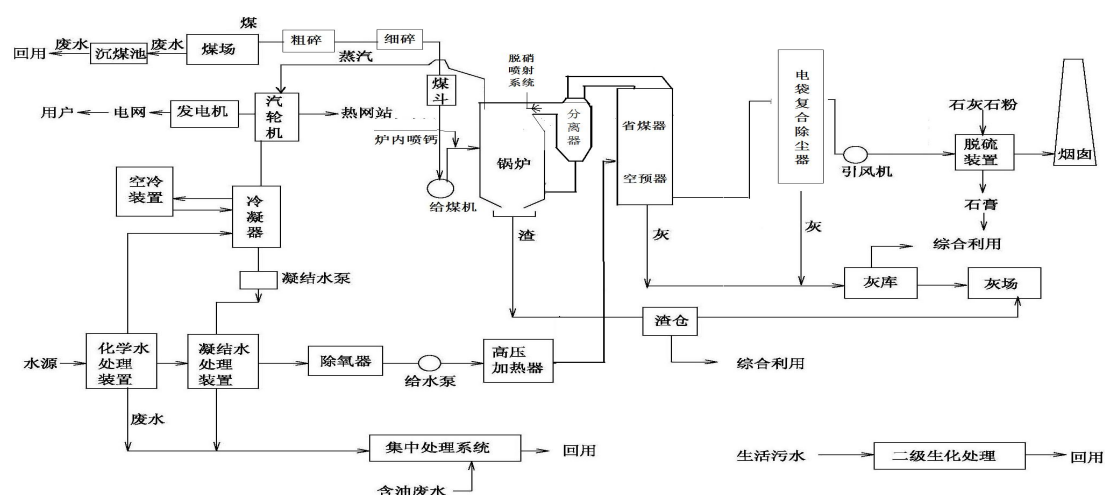 煤
废水
废水
回用
沉煤池
煤场
粗碎
细碎
蒸汽
脱硝
喷射
系统
煤斗
用户
电网
发电机
汽轮机
热网站
炉内喷钙
给煤机
锅炉
分离器
省煤器
空预器
电袋复合除尘器
引风机
石灰石粉
脱硫
装置
烟囱
石膏
综合利用
空冷
装置
冷凝器
渣
灰
灰
灰库
灰场
凝结水泵
渣仓
综合利用
水源
化学水
处理
装置
凝结水
处理
装置
除氧器
给水泵
高压
加热器
废水
集中处理系统
回用
含油废水
生活污水
二级生化处理
回用